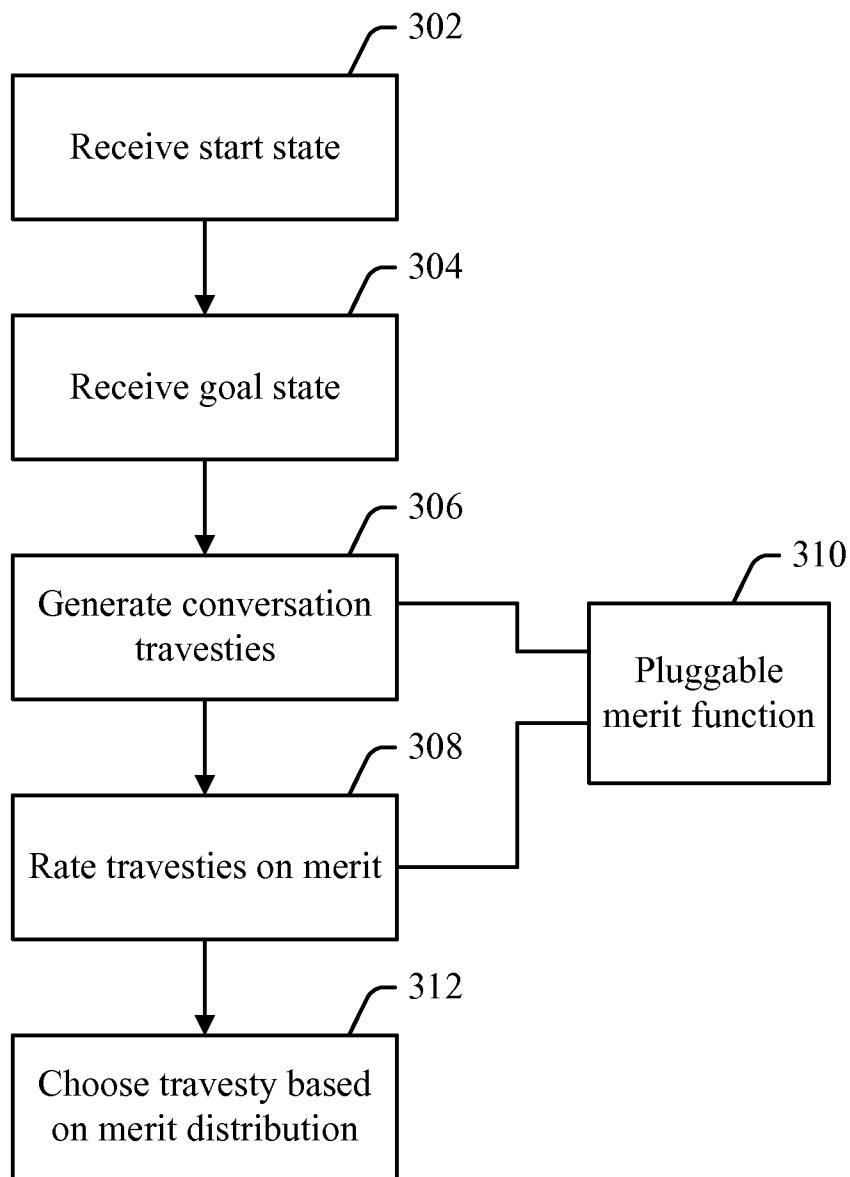 302
Receive start state
304
Receive goal state
306
Generate conversation
travesties
310
Pluggable
merit function
308
Rate travesties on merit
312
Choose travesty based
on merit distribution